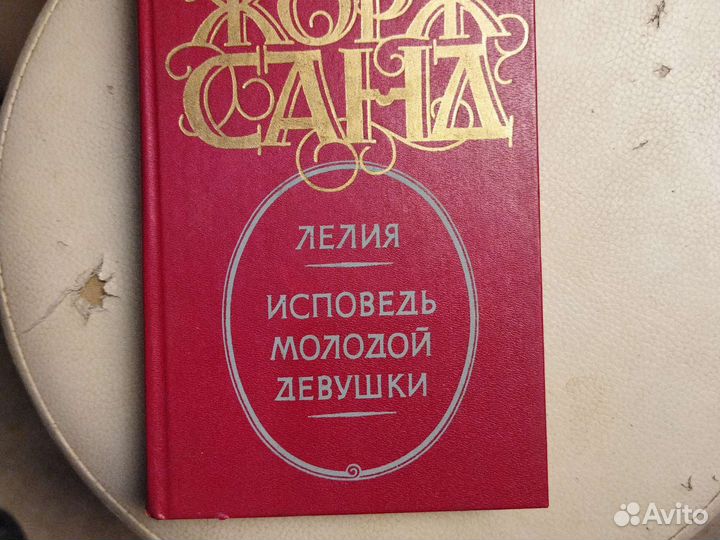 ЖОРЖ
САНД
ЛЕЛИЯ
ИСПОВЕДЬ
МОЛОДОЙ
ДЕВУШКИ
Avito